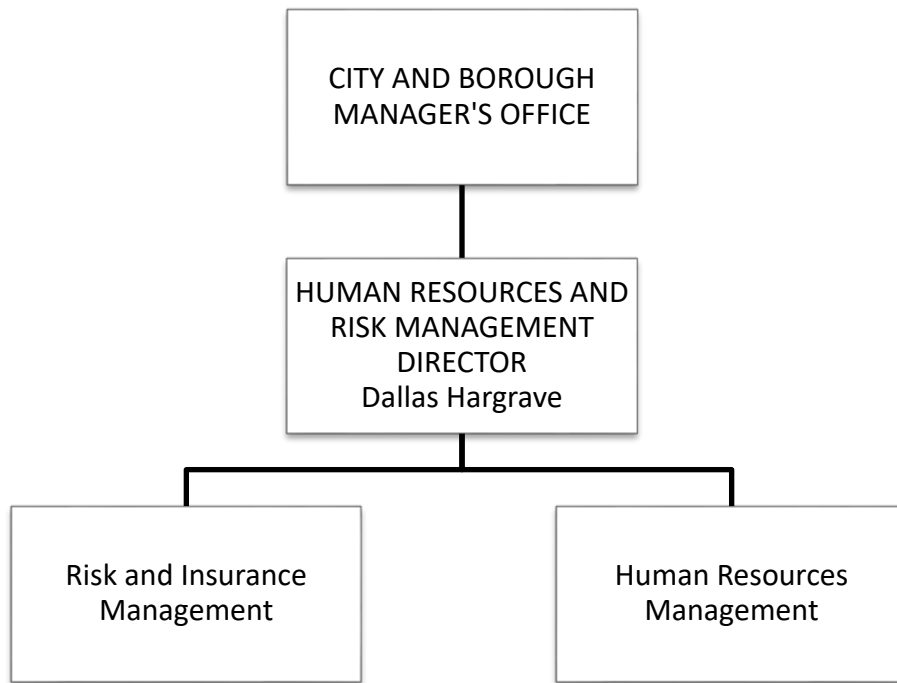 CITY AND BOROUGH
MANAGER'S OFFICE
HUMAN RESOURCES AND
RISK MANAGEMENT
DIRECTOR
Dallas Hargrave
Risk and Insurance
Management
Human Resources
Management